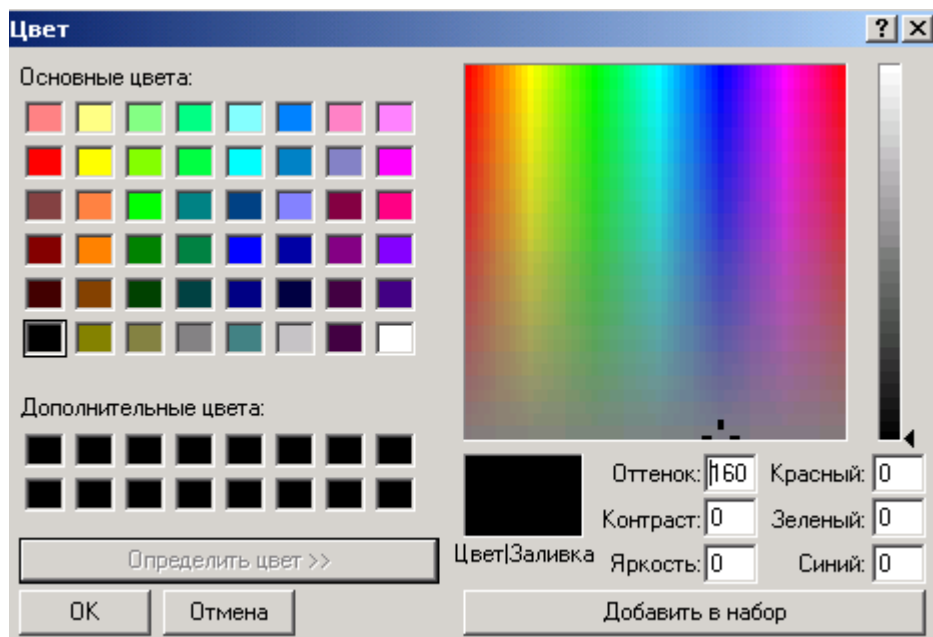 Цвет
Основные цвета:
Дополнительные цвета:
Определить цвет >>
OK
Отмена
Цвет|Заливка
Оттенок: 160
Контраст: 0
Яркость: 0
Красный: 0
Зеленый: 0
Синий: 0
Добавить в набор